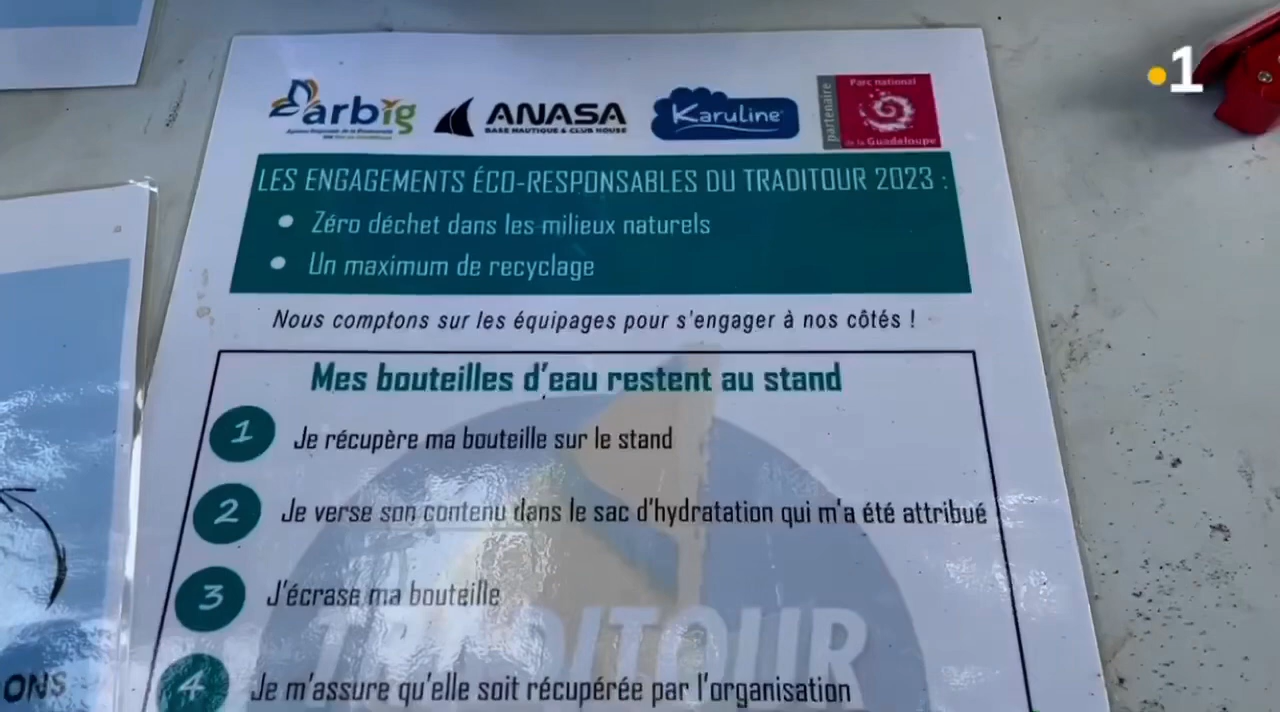 1
arbig
ANASA
BASE NAUTIQUE & CLUB HOUSE
Karuline
partenaire
Parc national
de la Guadeloupe
LES ENGAGEMENTS ÉCO-RESPONSABLES DU TRADITOUR 2023 :
• Zéro déchet dans les milieux naturels
• Un maximum de recyclage
Nous comptons sur les équipages pour s'engager à nos côtés !
Mes bouteilles d'eau restent au stand
1 Je récupère ma bouteille sur le stand
2 Je verse son contenu dans le sac d'hydratation qui m'a été attribué
3 J'écrase ma bouteille
TRADITOUR
4 Je m'assure qu'elle soit récupérée par l'organisation
ONS